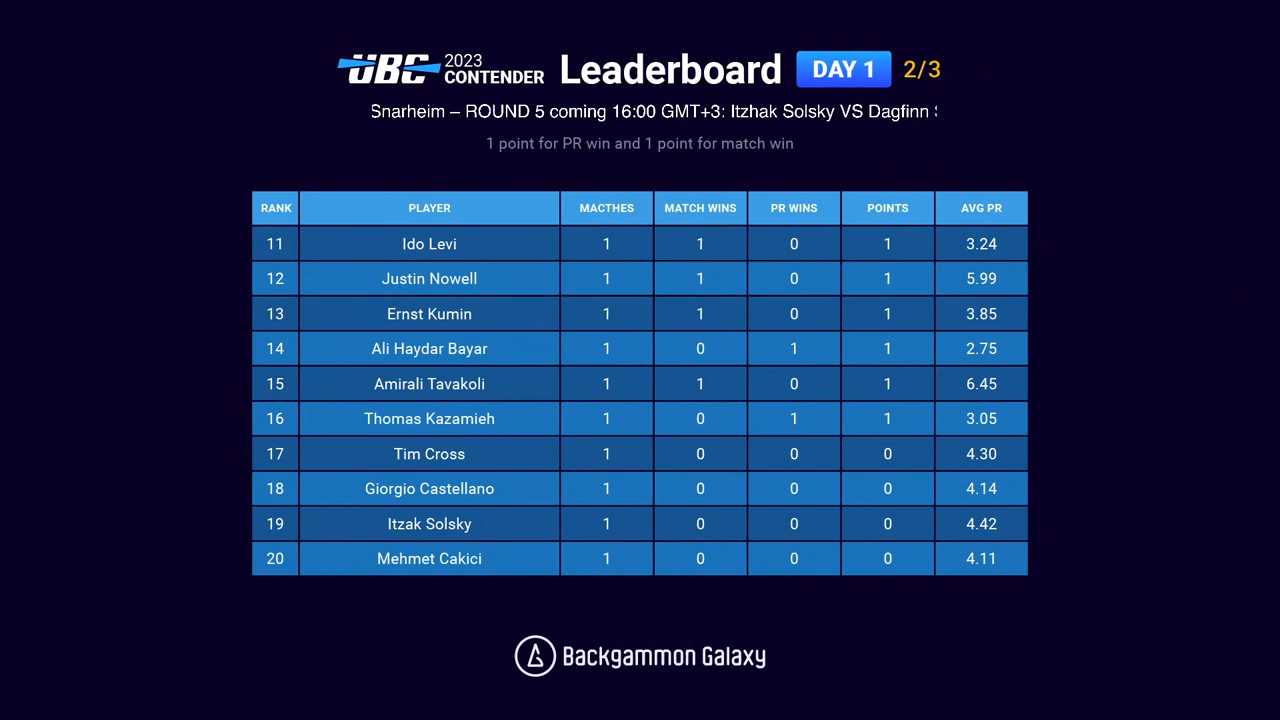 UBC 2023 CONTENDER Leaderboard DAY 1 2/3
Snarheim – ROUND 5 coming 16:00 GMT+3: Itzhak Solsky VS Dagfinn
1 point for PR win and 1 point for match win
RANK PLAYER MACTHES MATCH WINS PR WINS POINTS AVG PR
11 Ido Levi 1 1 0 1 3.24
12 Justin Nowell 1 1 0 1 5.99
13 Ernst Kumin 1 1 0 1 3.85
14 Ali Haydar Bayar 1 0 1 1 2.75
15 Amirali Tavakoli 1 1 0 1 6.45
16 Thomas Kazamieh 1 0 1 1 3.05
17 Tim Cross 1 0 0 0 4.30
18 Giorgio Castellano 1 0 0 0 4.14
19 Itzak Solsky 1 0 0 0 4.42
20 Mehmet Cakici 1 0 0 0 4.11
Backgammon Galaxy